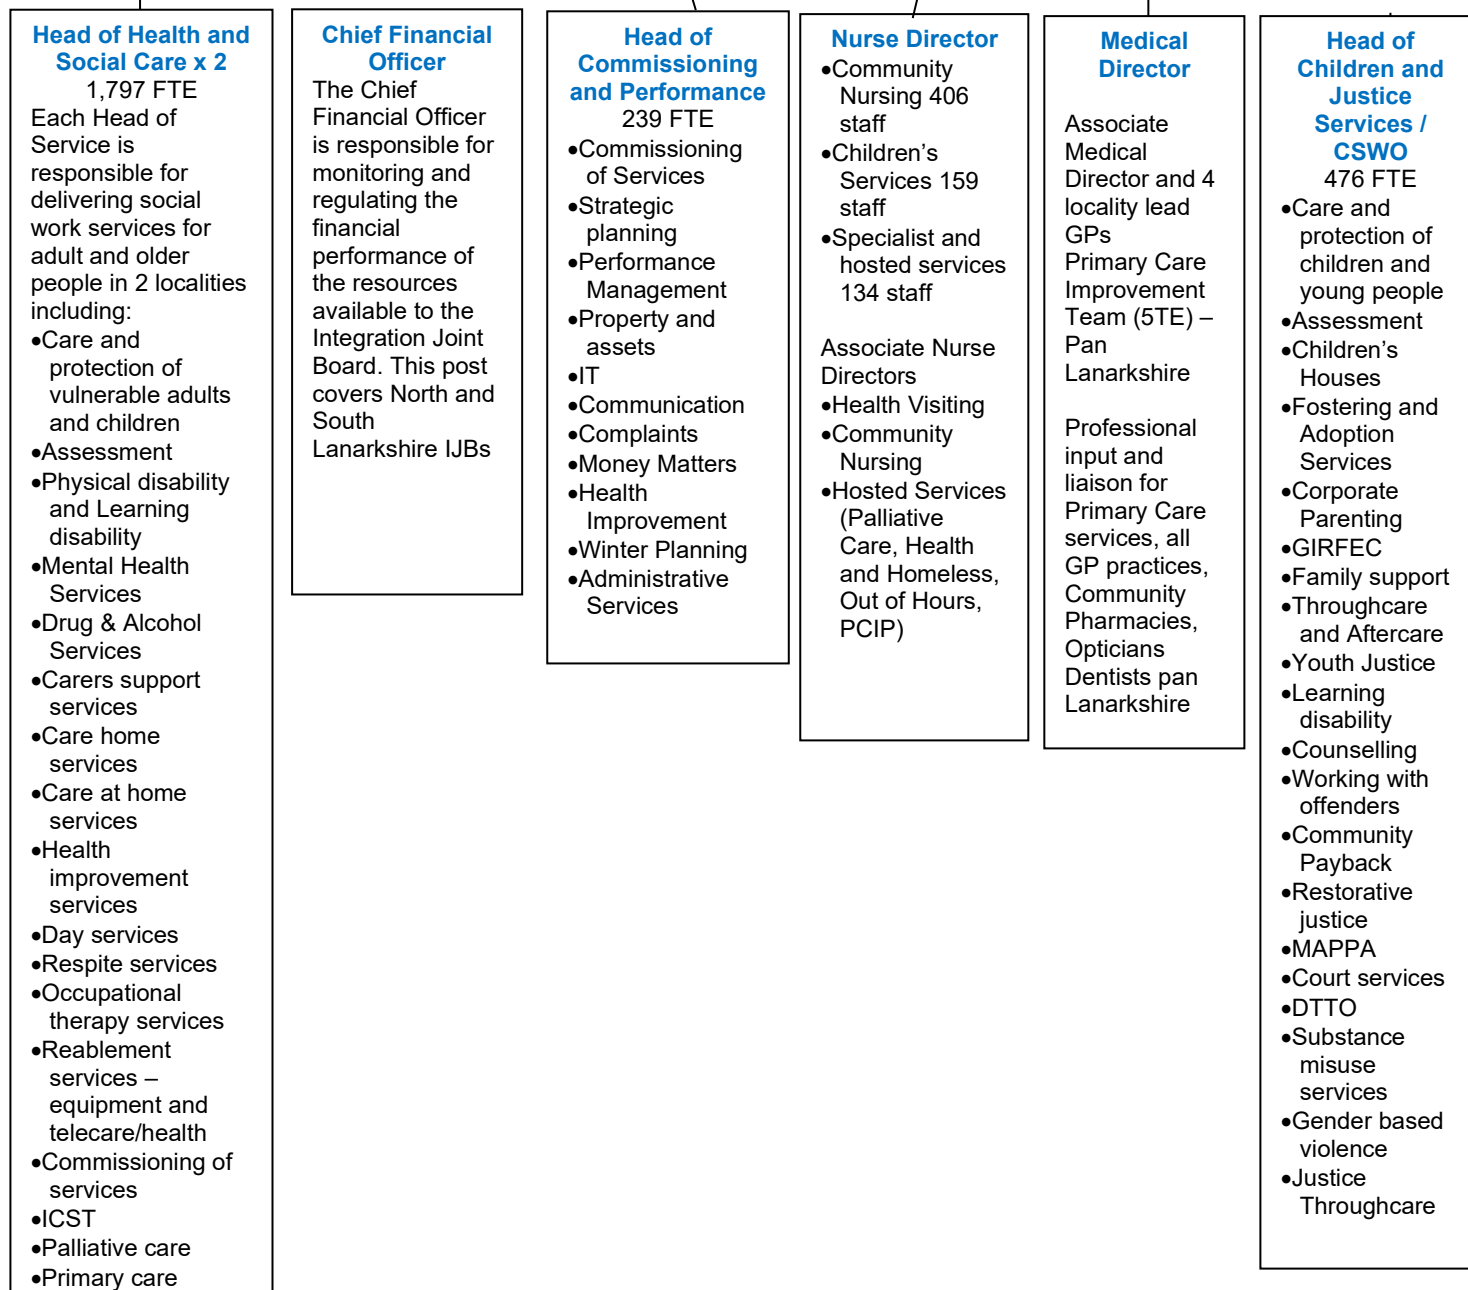 Head of Health and
Social Care x 2
1,797 FTE
Each Head of
Service is
responsible for
delivering social
work services for
adult and older
people in 2 localities
including:
•Care and
protection of
vulnerable adults
and children
•Assessment
•Physical disability
and Learning
disability
•Mental Health
Services
•Drug & Alcohol
Services
•Carers support
services
•Care home
services
•Care at home
services
•Health
improvement
services
•Day services
•Respite services
•Occupational
therapy services
•Reablement
services –
equipment and
telecare/health
•Commissioning of
services
•ICST
•Palliative care
•Primary care
Chief Financial
Officer
The Chief
Financial Officer
is responsible for
monitoring and
regulating the
financial
performance of
the resources
available to the
Integration Joint
Board. This post
covers North and
South
Lanarkshire IJBs
Head of
Commissioning
and Performance
239 FTE
•Commissioning
of Services
•Strategic
planning
•Performance
Management
•Property and
assets
•IT
•Communication
•Complaints
•Money Matters
•Health
Improvement
•Winter Planning
•Administrative
Services
Nurse Director
•Community
Nursing 406
staff
•Children's
Services 159
staff
•Specialist and
hosted services
134 staff
Associate Nurse
Directors
•Health Visiting
•Community
Nursing
•Hosted Services
(Palliative
Care, Health
and Homeless,
Out of Hours,
PCIP)
Medical
Director
Associate
Medical
Director and 4
locality lead
GPs
Primary Care
Improvement
Team (5TE) –
Pan
Lanarkshire
Professional
input and
liaison for
Primary Care
services, all
GP practices,
Community
Pharmacies,
Opticians
Dentists pan
Lanarkshire
Head of
Children and
Justice
Services /
CSWO
476 FTE
•Care and
protection of
children and
young people
•Assessment
•Children's
Houses
•Fostering and
Adoption
Services
•Corporate
Parenting
•GIRFEC
•Family support
•Throughcare
and Aftercare
•Youth Justice
•Learning
disability
•Counselling
•Working with
offenders
•Community
Payback
•Restorative
justice
•MAPPA
•Court services
•DTTO
•Substance
misuse
services
•Gender based
violence
•Justice
Throughcare